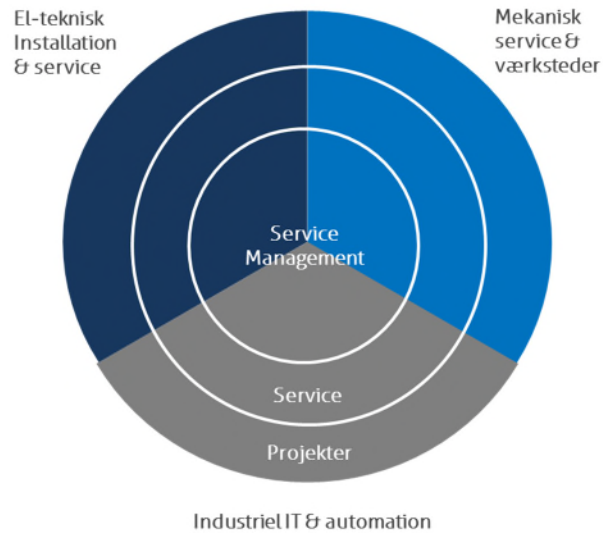 El-teknisk
Installation
& service
Mekanisk
service &
værksteder
Service
Management
Service
Projekter
Industriel IT & automation